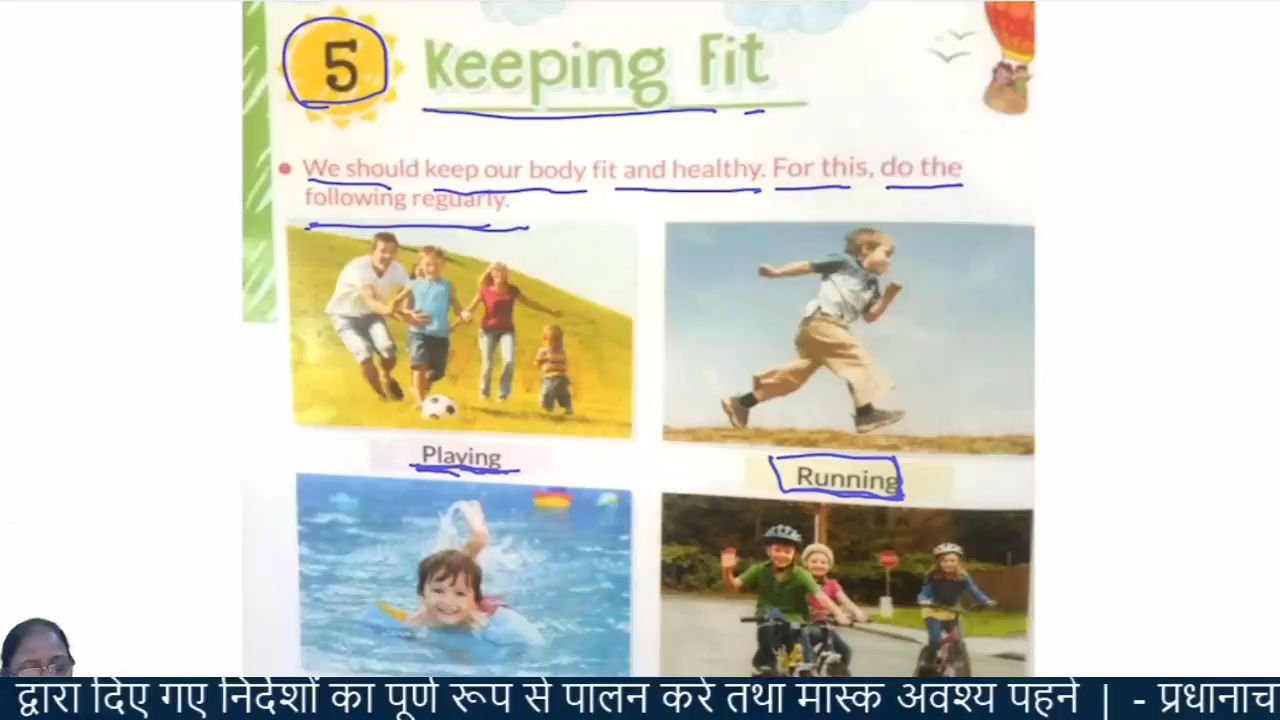 5 Keeping Fit
We should keep our body fit and healthy. For this, do the
following reguarly.
Playing
Running
द्वारा दिए गए निर्देशों का पूर्ण रूप से पालन करें तथा मास्क अवश्य पहनें | - प्रधानाच